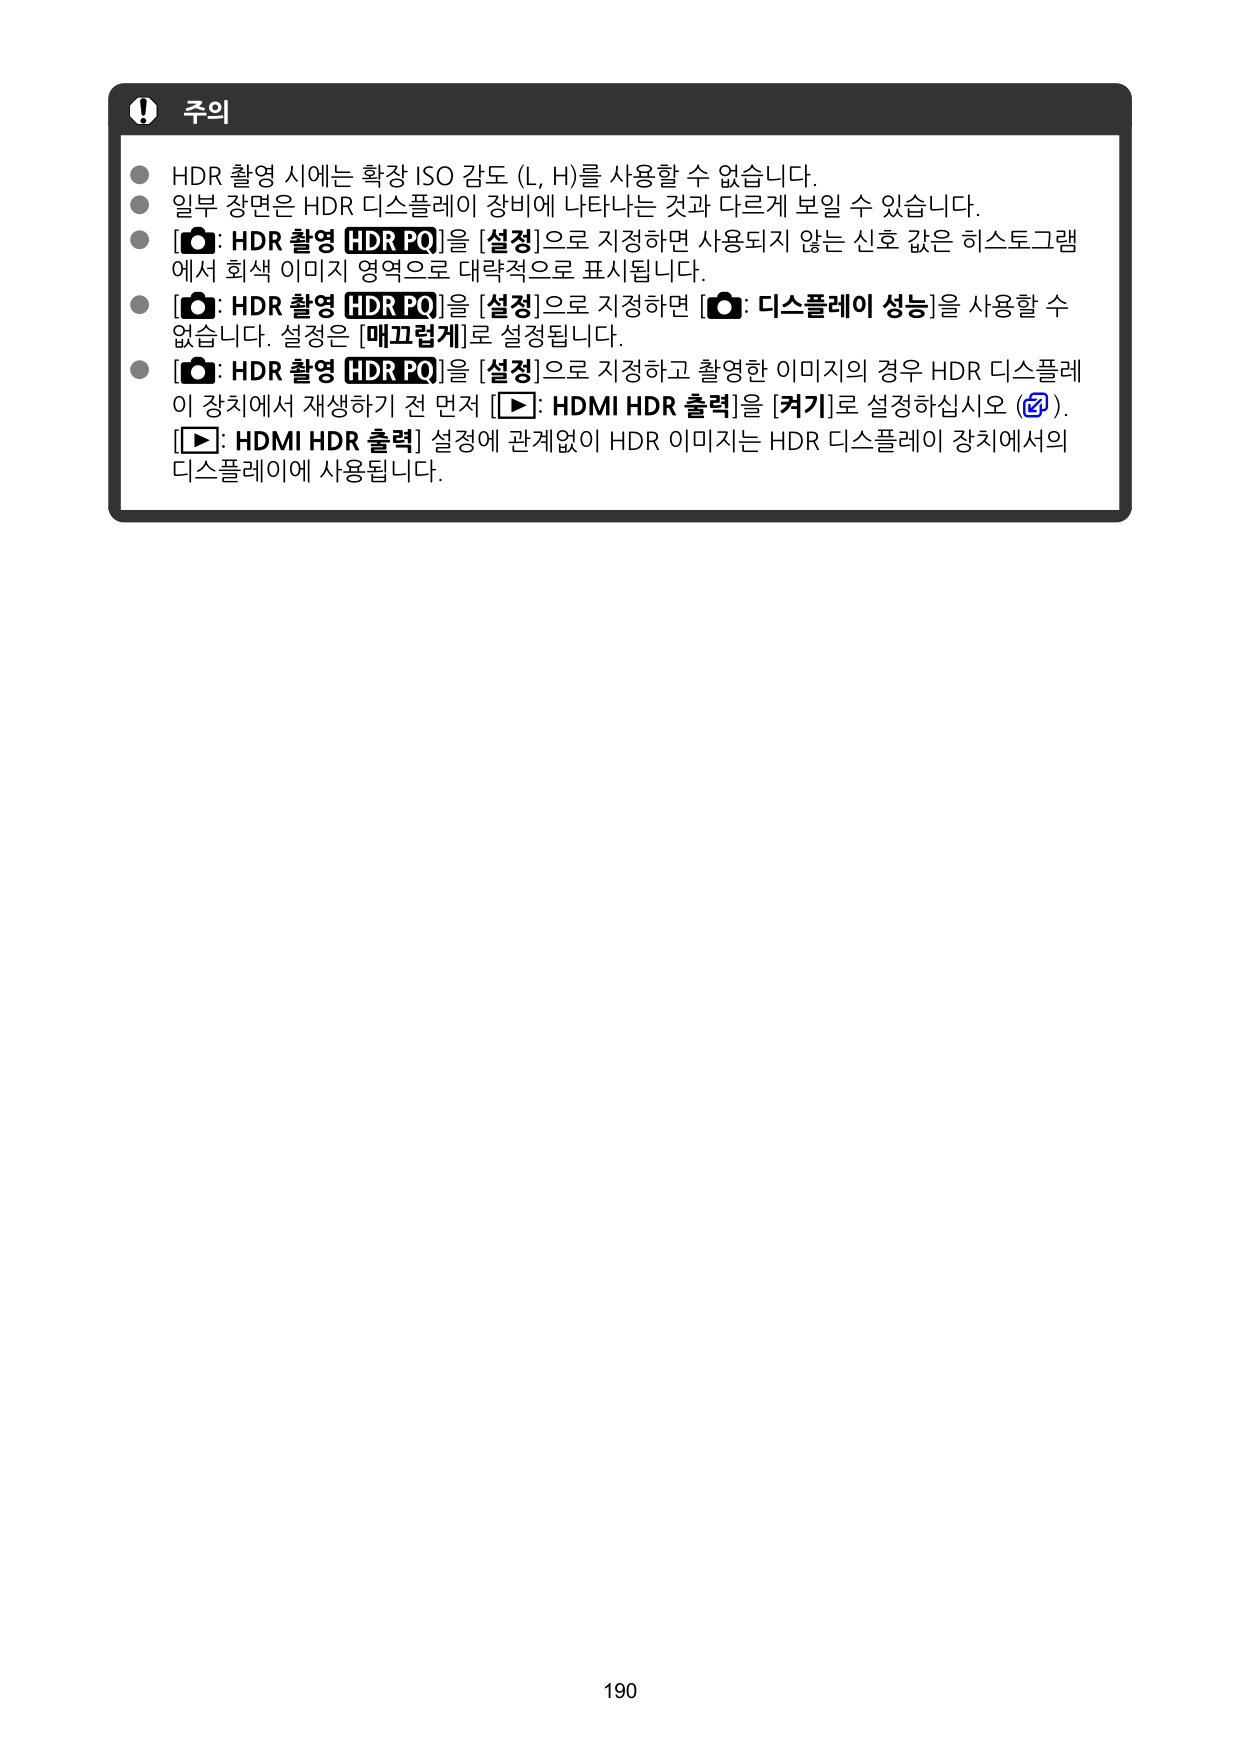 주의
HDR 촬영 시에는 확장 ISO 감도 (L, H)를 사용할 수 없습니다.
일부 장면은 HDR 디스플레이 장비에 나타나는 것과 다르게 보일 수 있습니다.
[: HDR 촬영 HDR PQ]을 [설정]으로 지정하면 사용되지 않는 신호 값은 히스토그램
에서 회색 이미지 영역으로 대략적으로 표시됩니다.
[: HDR 촬영 HDR PQ]을 [설정]으로 지정하면 [: 디스플레이 성능]을 사용할 수
없습니다. 설정은 [매끄럽게]로 설정됩니다.
[: HDR 촬영 HDR PQ]을 [설정]으로 지정하고 촬영한 이미지의 경우 HDR 디스플레
이 장치에서 재생하기 전 먼저 [: HDMI HDR 출력]을 [켜기]로 설정하십시오 ().
[: HDMI HDR 출력] 설정에 관계없이 HDR 이미지는 HDR 디스플레이 장치에서의
디스플레이에 사용됩니다.
190